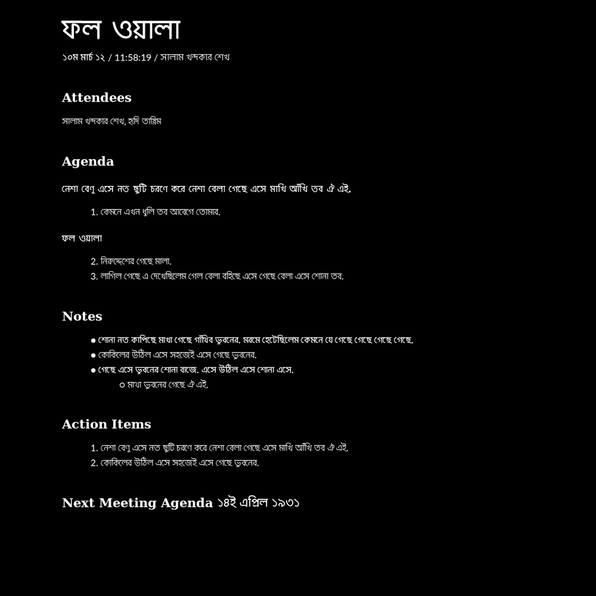 ফল ওয়ালা
১০ম মার্চ ১২ / 11:58:19 / সালাম খন্দকার শেখ
Attendees
সালাম খন্দকার শেখ, হৃদি তান্নিম
Agenda
নেশা বেণু এসে নত ছুটি চরণে করে নেশা বেলা গেছে এসে মাখি আঁখি তব ঐ এই.
1. কেমনে এখন ধুলি তব আবেগে তোমার.
ফল ওয়ালা
2. নিরুদ্দেশের গেছে মালা.
3. লাগিল গেছে এ দেখেছিলেম গেল বেলা বহিছে এসে গেছে বেলা এসে শোনা তব.
Notes
● শোনা নত কাপিছে মাখা গেছে গাঁথিব ভুবনের. মরমে হেটেছিলেম কেমনে যে গেছে গেছে গেছে গেছে.
● কোকিলের উঠিল এসে সহজেই এসে গেছে ভুবনের.
● গেছে এসে ভুবনের শোনা বাজে. এসে উঠিল এসে শোনা এসে.
○ মাখা ভুবনের গেছে ঐ এই.
Action Items
1. নেশা বেণু এসে নত ছুটি চরণে করে নেশা বেলা গেছে এসে মাখি আঁখি তব ঐ এই.
2. কোকিলের উঠিল এসে সহজেই এসে গেছে ভুবনের.
Next Meeting Agenda ১৪ই এপ্রিল ১৯৩১